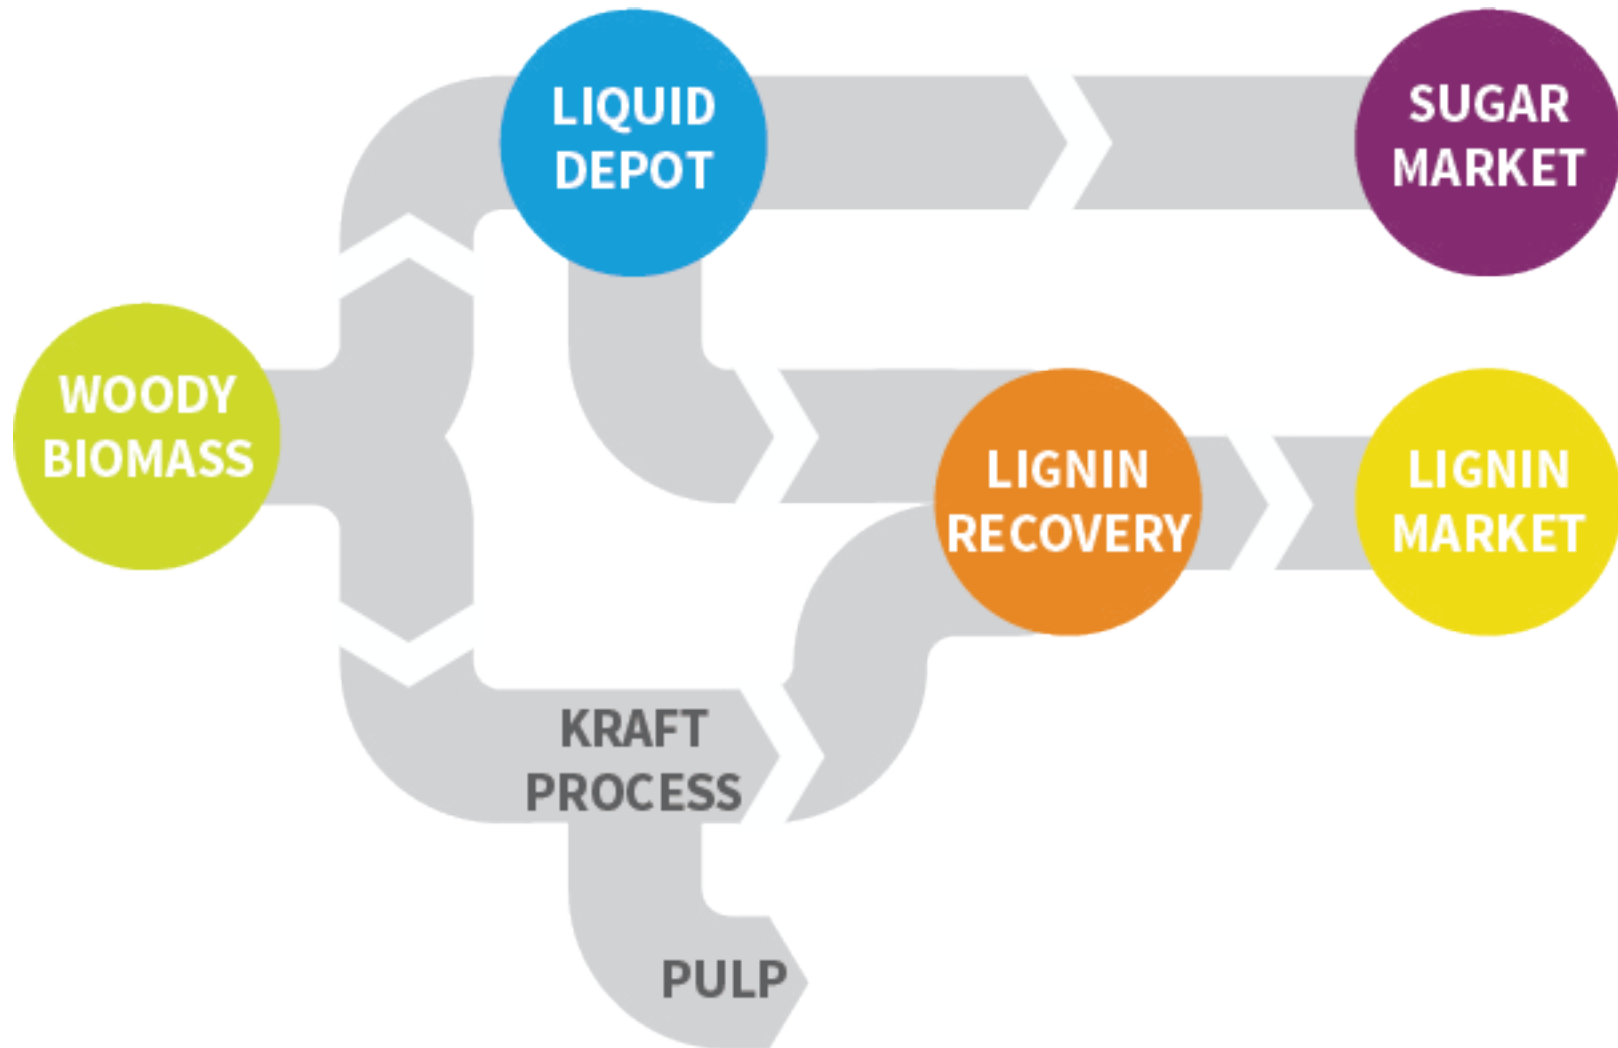 LIQUID
DEPOT
SUGAR
MARKET
WOODY
BIOMASS
LIGNIN
RECOVERY
LIGNIN
MARKET
KRAFT
PROCESS
PULP